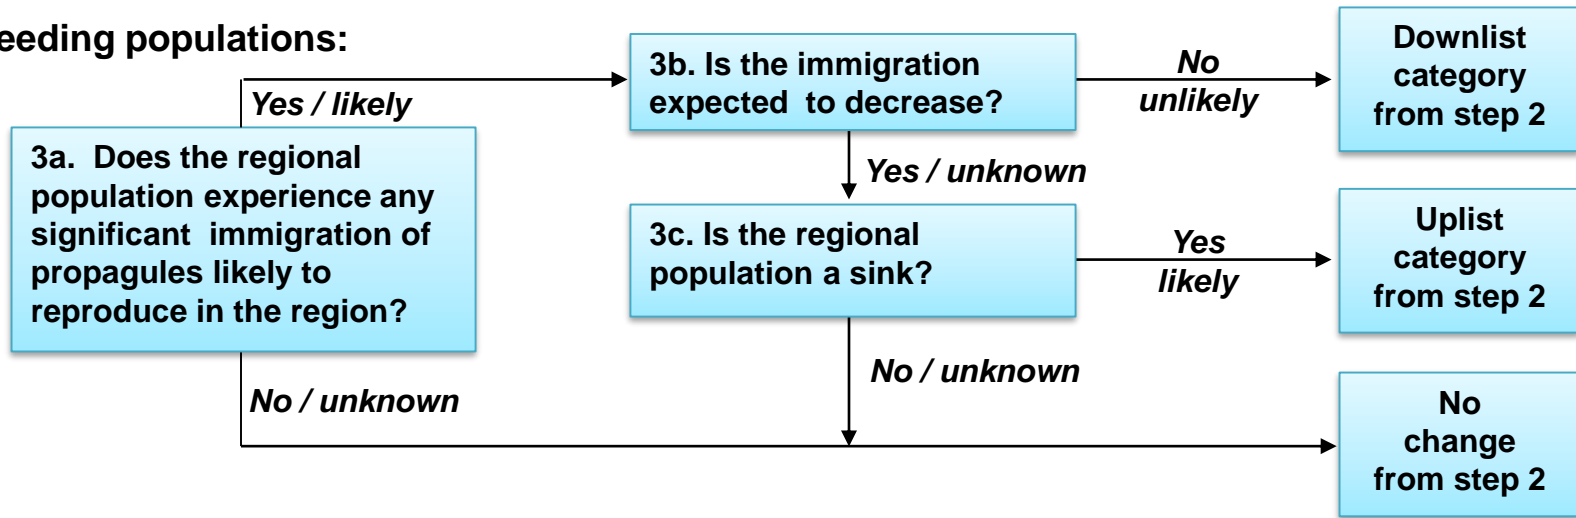 eeding populations:
Yes / likely
3a. Does the regional
population experience any
significant immigration of
propagules likely to
reproduce in the region?
No / unknown
3b. Is the immigration
expected to decrease?
No
unlikely
Downlist
category
from step 2
Yes / unknown
3c. Is the regional
population a sink?
Yes
likely
Uplist
category
from step 2
No / unknown
No
change
from step 2